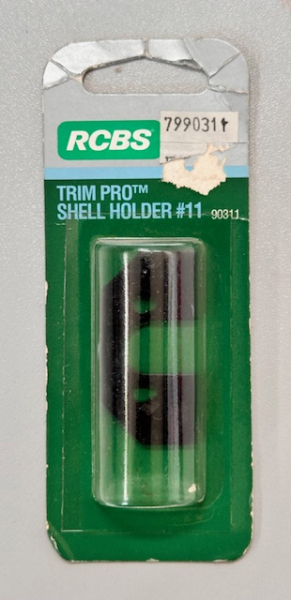 799031
RCBS
TRIM PRO™
SHELL HOLDER #11 90311